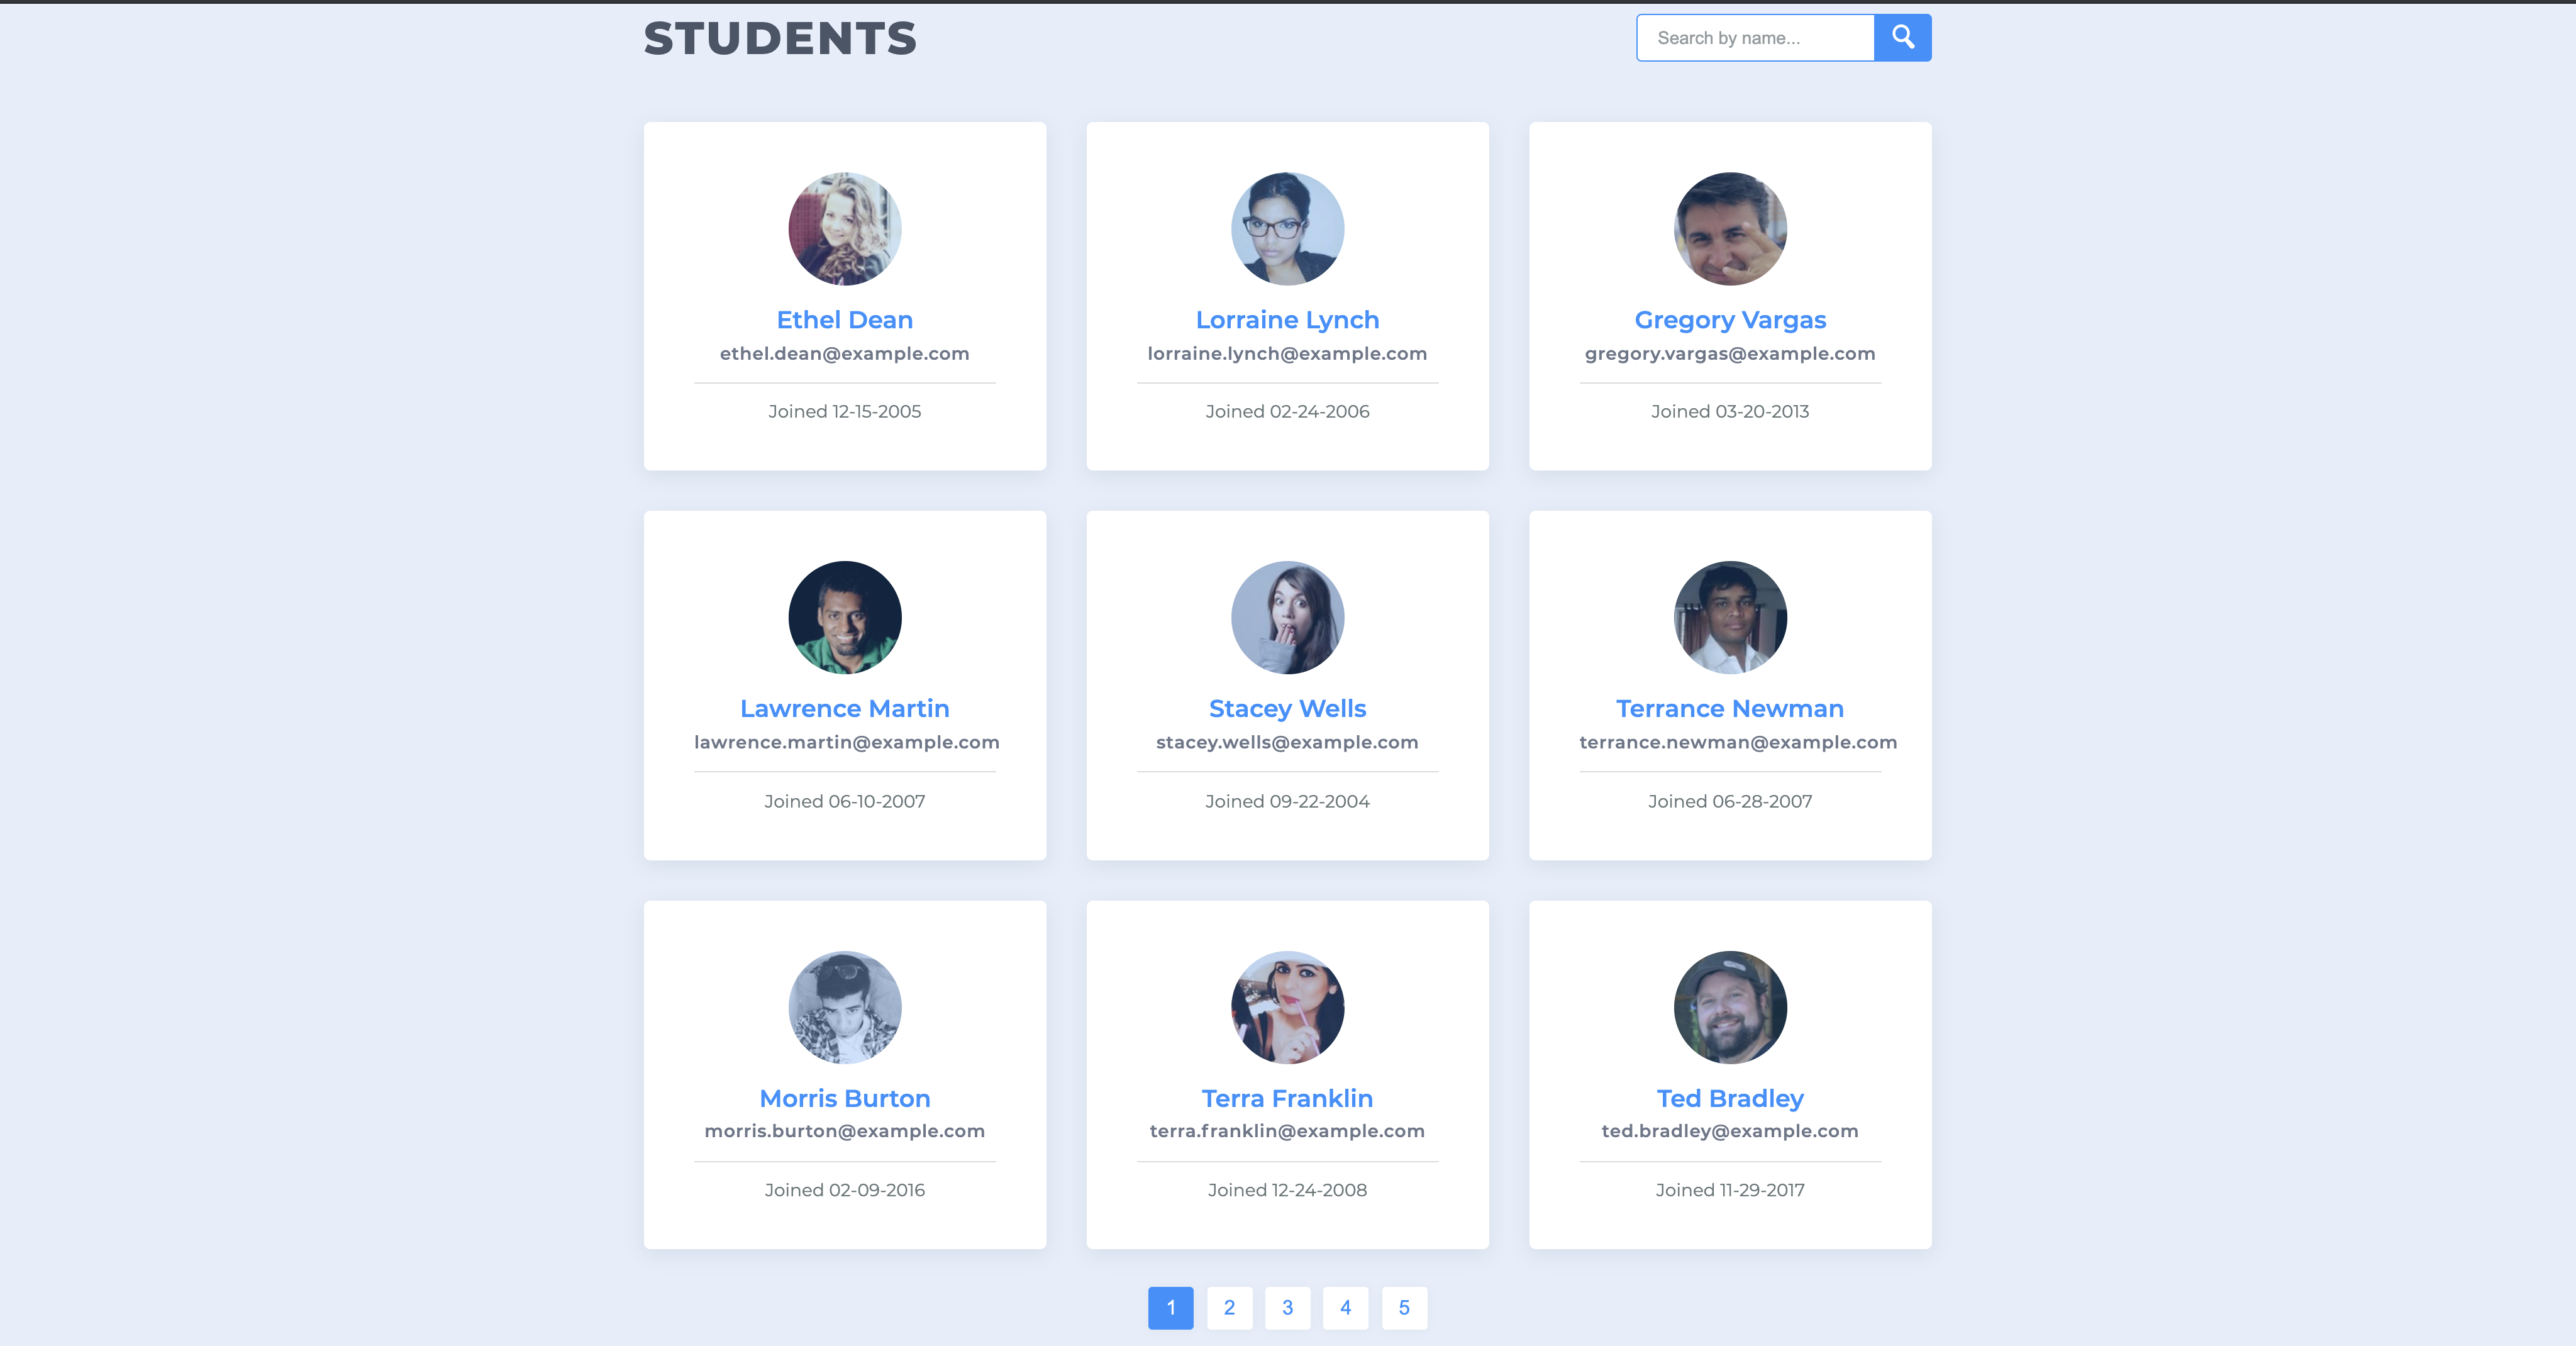 STUDENTS
Search by name...
Ethel Dean
ethel.dean@example.com
Joined 12-15-2005
Lorraine Lynch
lorraine.lynch@example.com
Joined 02-24-2006
Gregory Vargas
gregory.vargas@example.com
Joined 03-20-2013
Lawrence Martin
lawrence.martin@example.com
Joined 06-10-2007
Stacey Wells
stacey.wells@example.com
Joined 09-22-2004
Terrance Newman
terrance.newman@example.com
Joined 06-28-2007
Morris Burton
morris.burton@example.com
Joined 02-09-2016
Terra Franklin
terra.franklin@example.com
Joined 12-24-2008
Ted Bradley
ted.bradley@example.com
Joined 11-29-2017
1 2 3 4 5